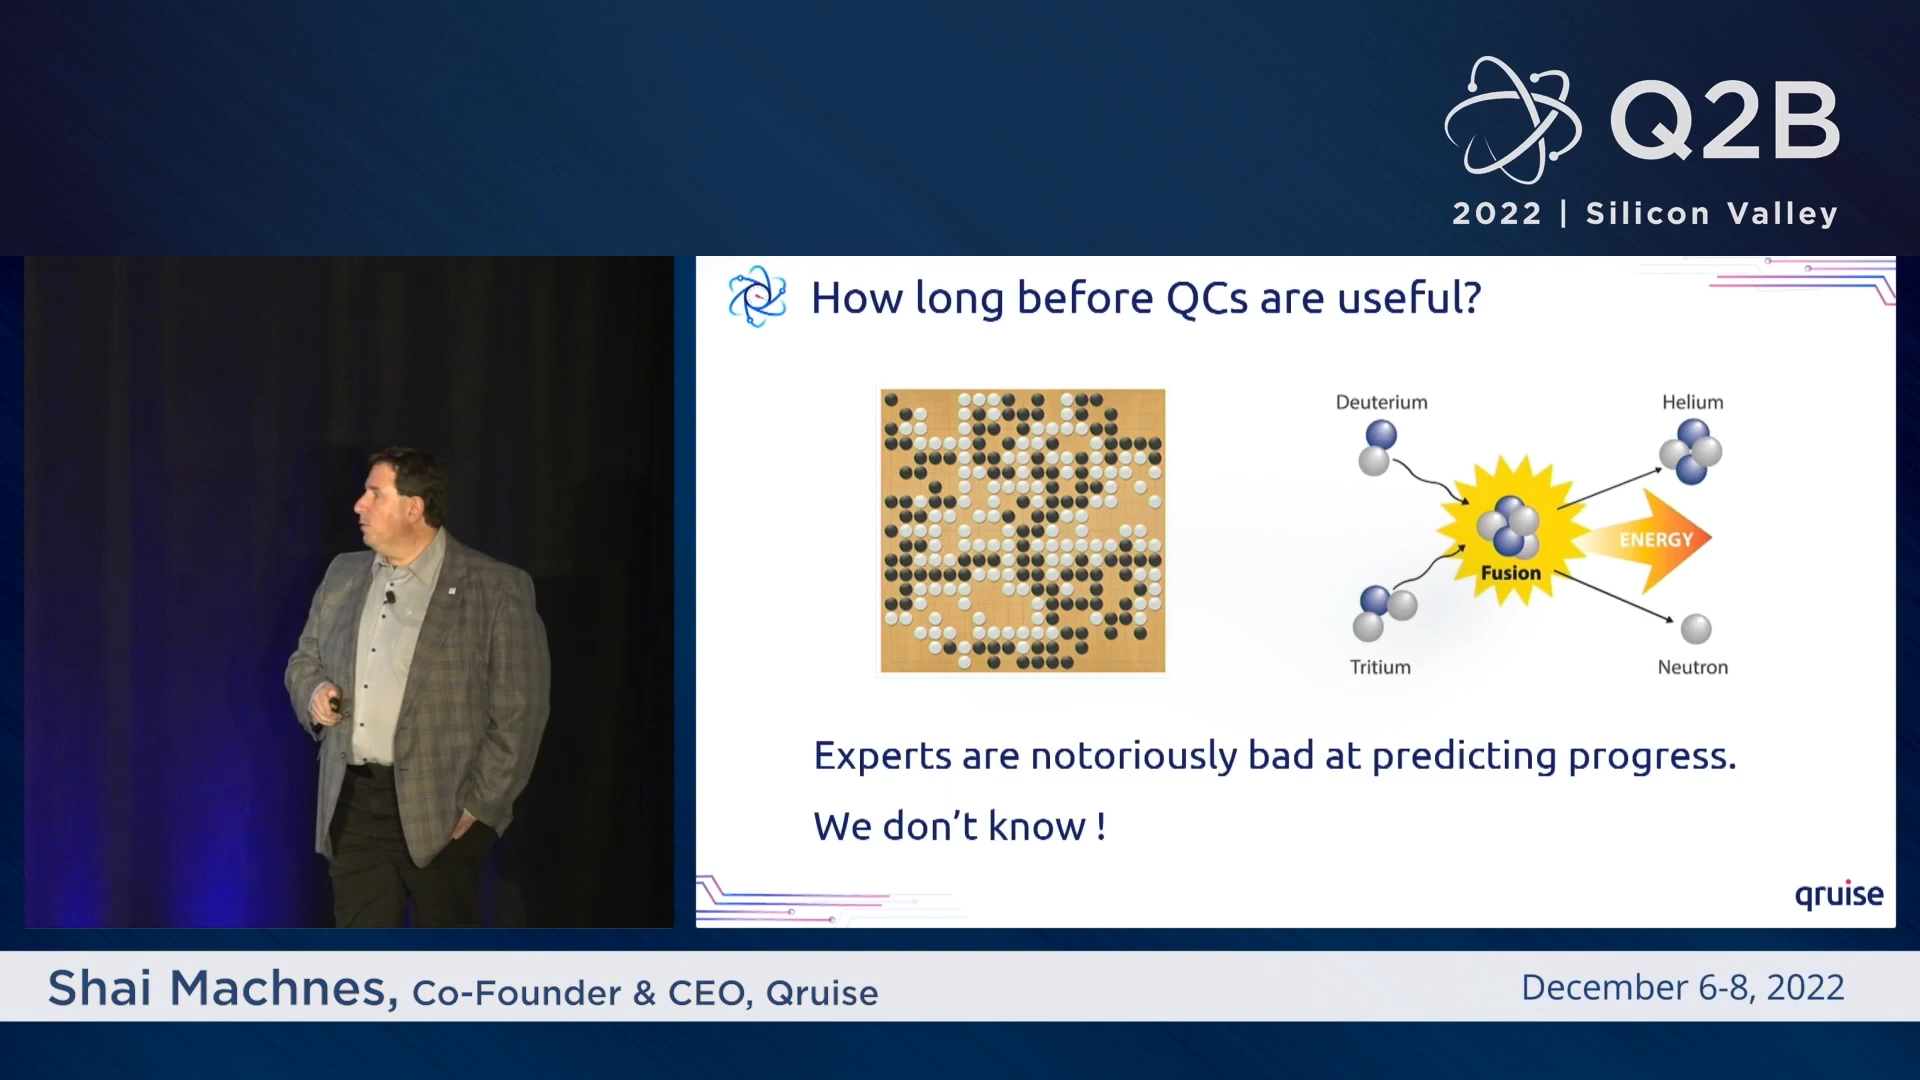 Q2B
2022 | Silicon Valley
How long before QCs are useful?
Deuterium
Helium
ENERGY
Fusion
Tritium
Neutron
Experts are notoriously bad at predicting progress.
We don't know !
qruise
Shai Machnes, Co-Founder & CEO, Qruise
December 6-8, 2022